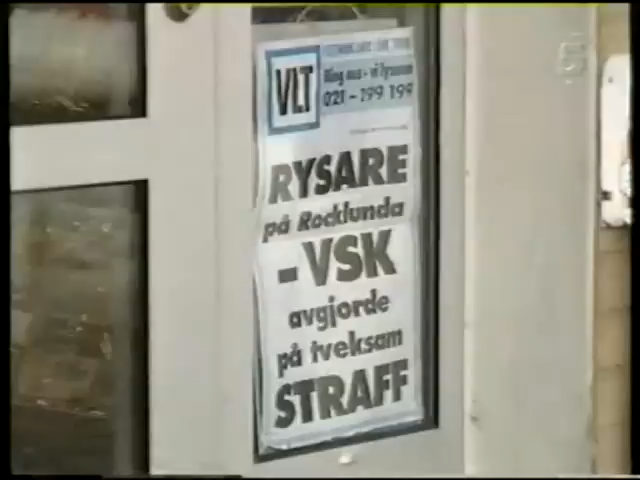 VLT
Ring oss - vi lyssnar
021 - 199 199
RYSARE
på Rocklunda
- VSK
avgjorde
på tveksam
STRAFF